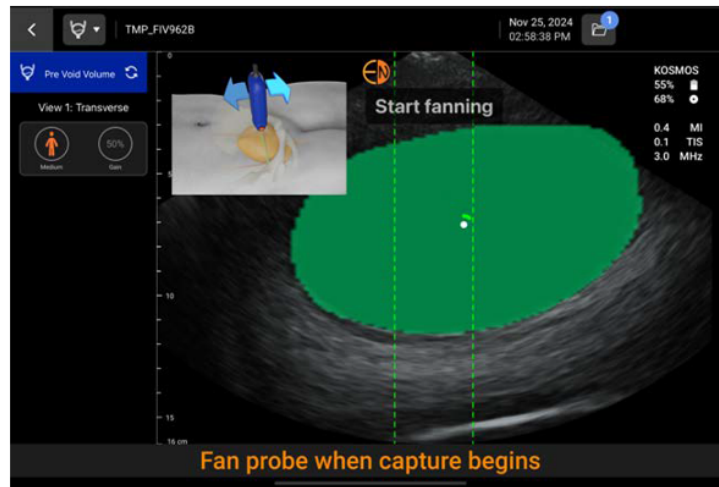 TMP_FIV962B
Nov 25, 2024
02:58:38 PM
1
Pre Void Volume
View 1: Transverse
Medium
50%
Gain
Start fanning
KOSMOS
55%
68%
0.4 MI
0.1 TIS
3.0 MHz
0
5
10
15
16 cm
Fan probe when capture begins